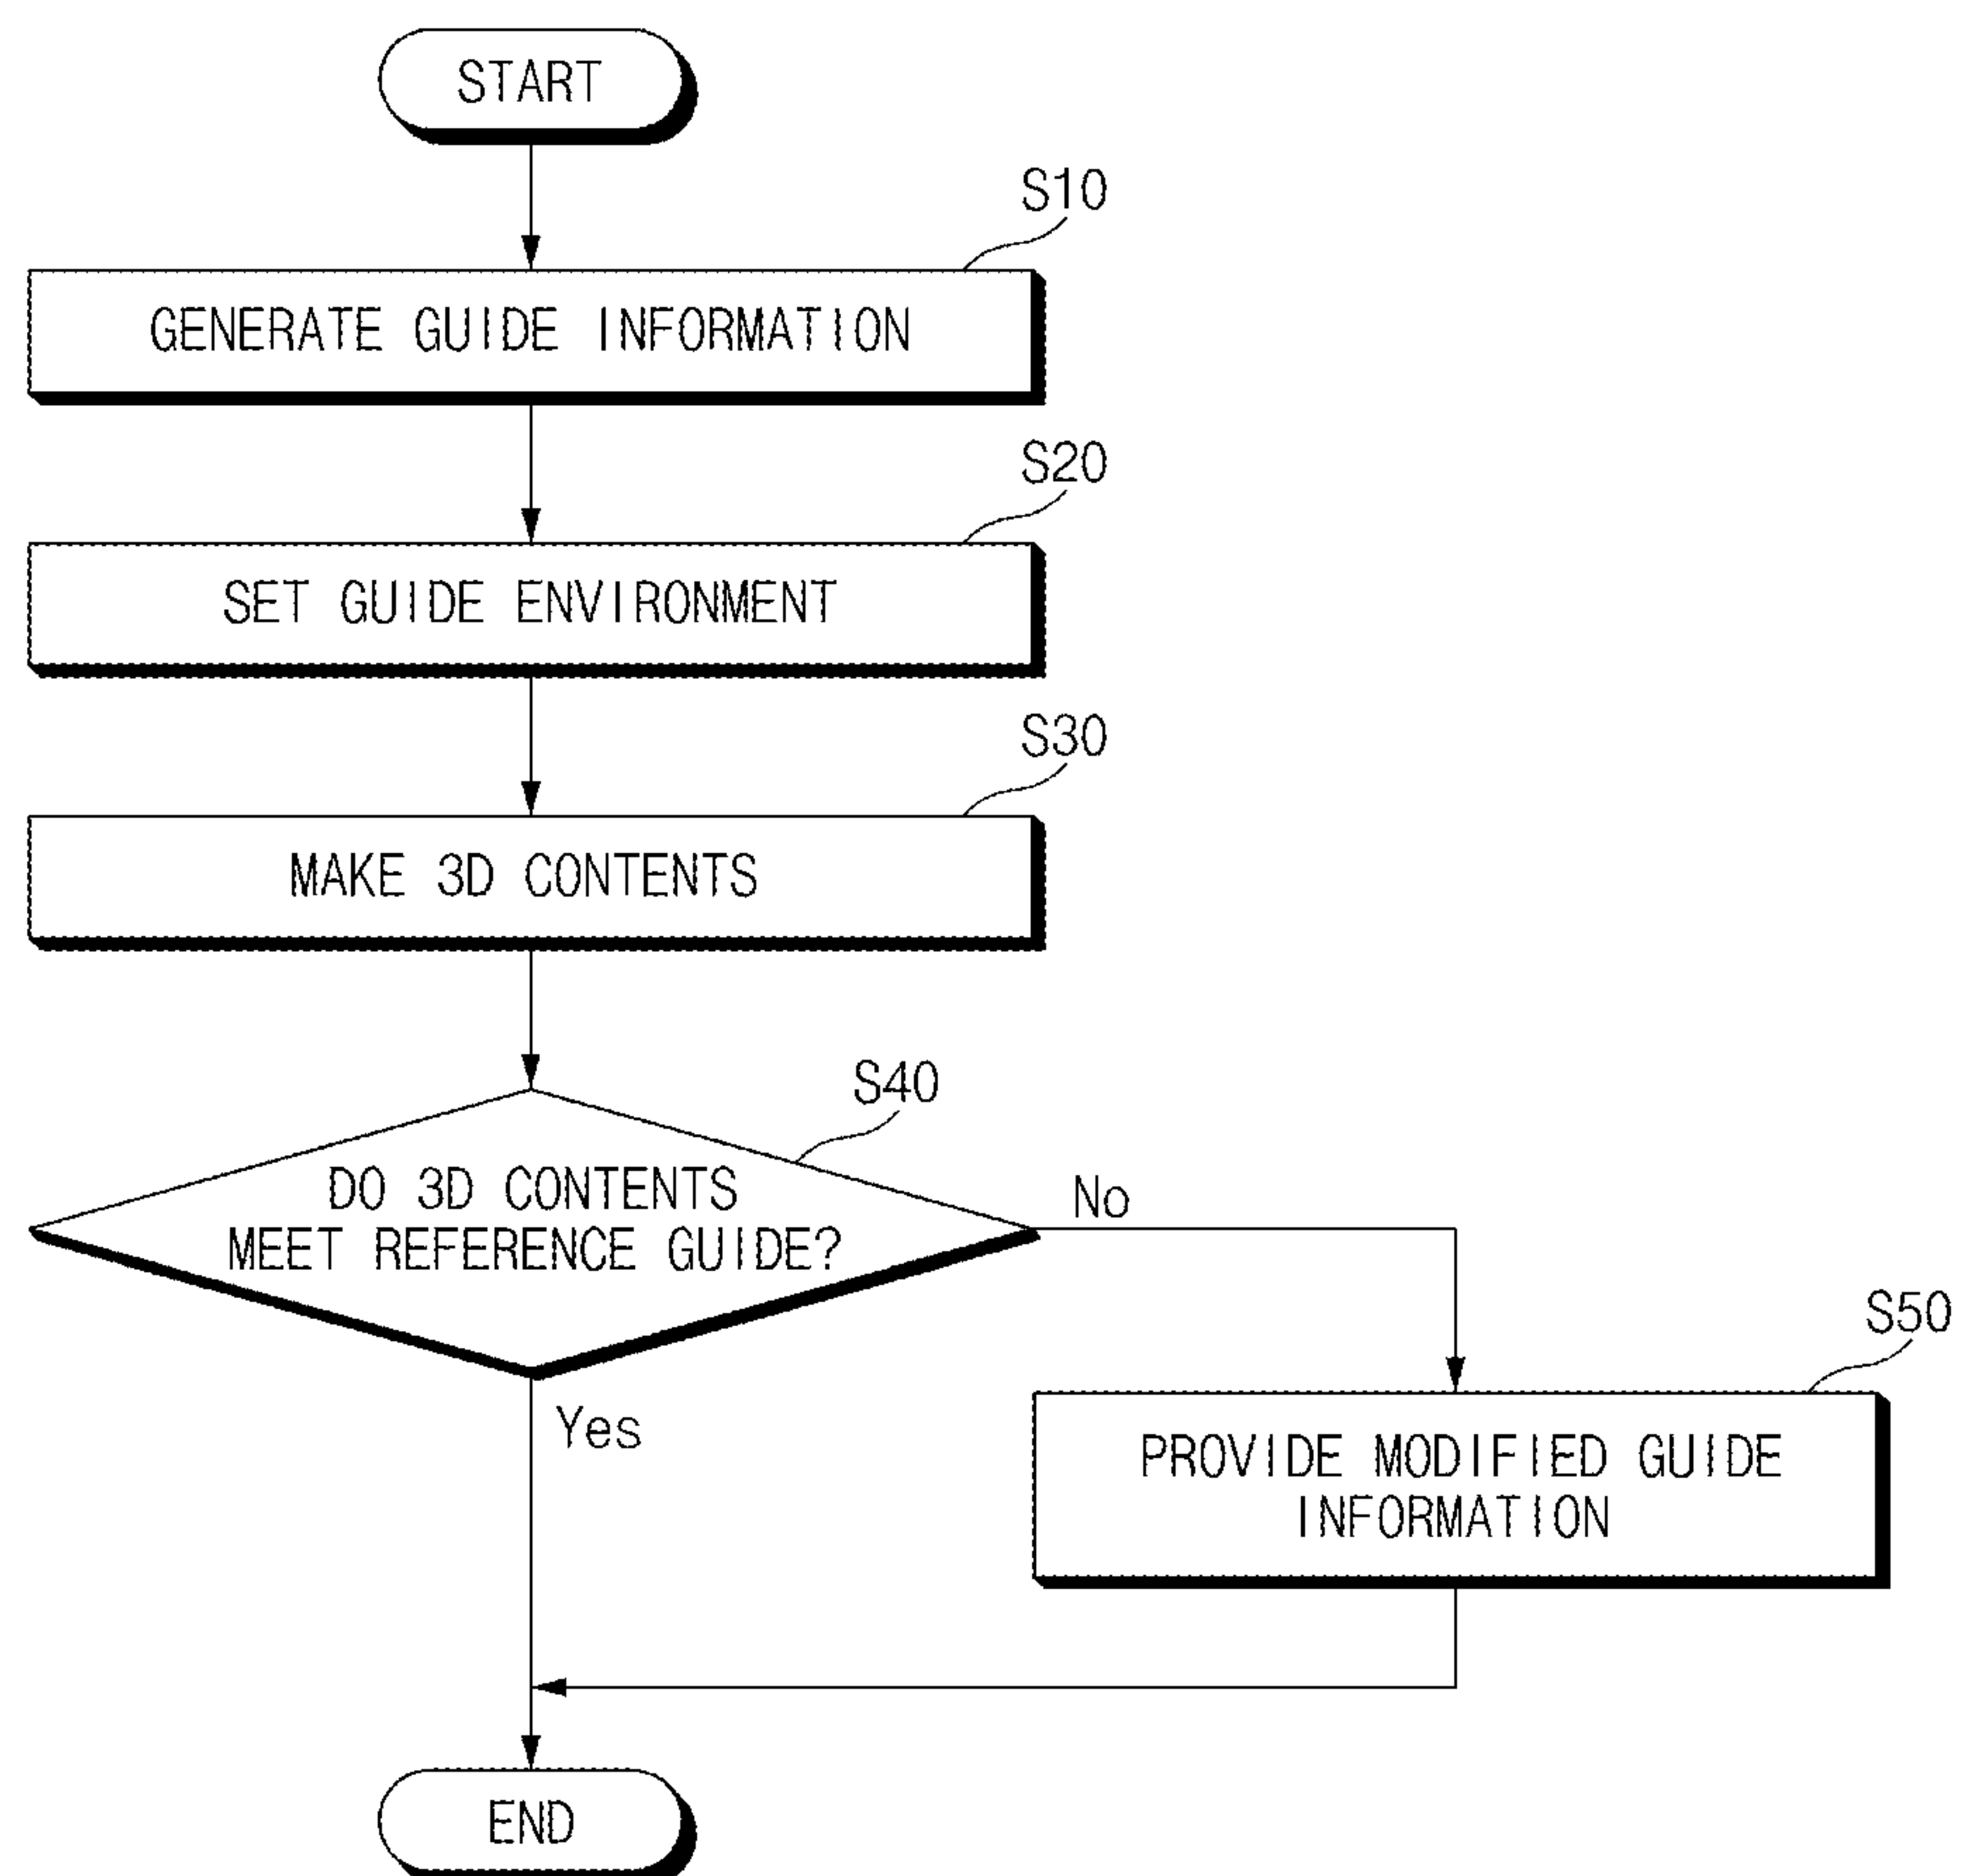 START
S10
GENERATE GUIDE INFORMATION
S20
SET GUIDE ENVIRONMENT
S30
MAKE 3D CONTENTS
S40
DO 3D CONTENTS
MEET REFERENCE GUIDE?
No
Yes
S50
PROVIDE MODIFIED GUIDE
INFORMATION
END